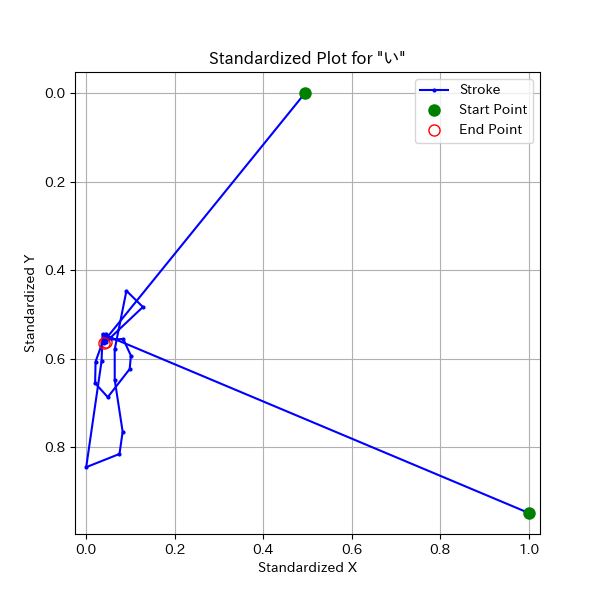 Standardized Plot for "い"
Stroke
Start Point
End Point
0.0
0.2
0.4
0.6
0.8
Standardized Y
0.0 0.2 0.4 0.6 0.8 1.0
Standardized X